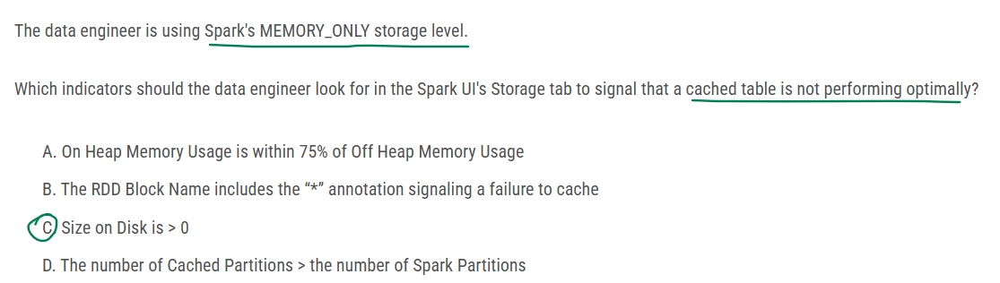 The data engineer is using Spark's MEMORY_ONLY storage level.
Which indicators should the data engineer look for in the Spark UI's Storage tab to signal that a cached table is not performing optimally?
A. On Heap Memory Usage is within 75% of Off Heap Memory Usage
B. The RDD Block Name includes the “*” annotation signaling a failure to cache
C. Size on Disk is > 0
D. The number of Cached Partitions > the number of Spark Partitions